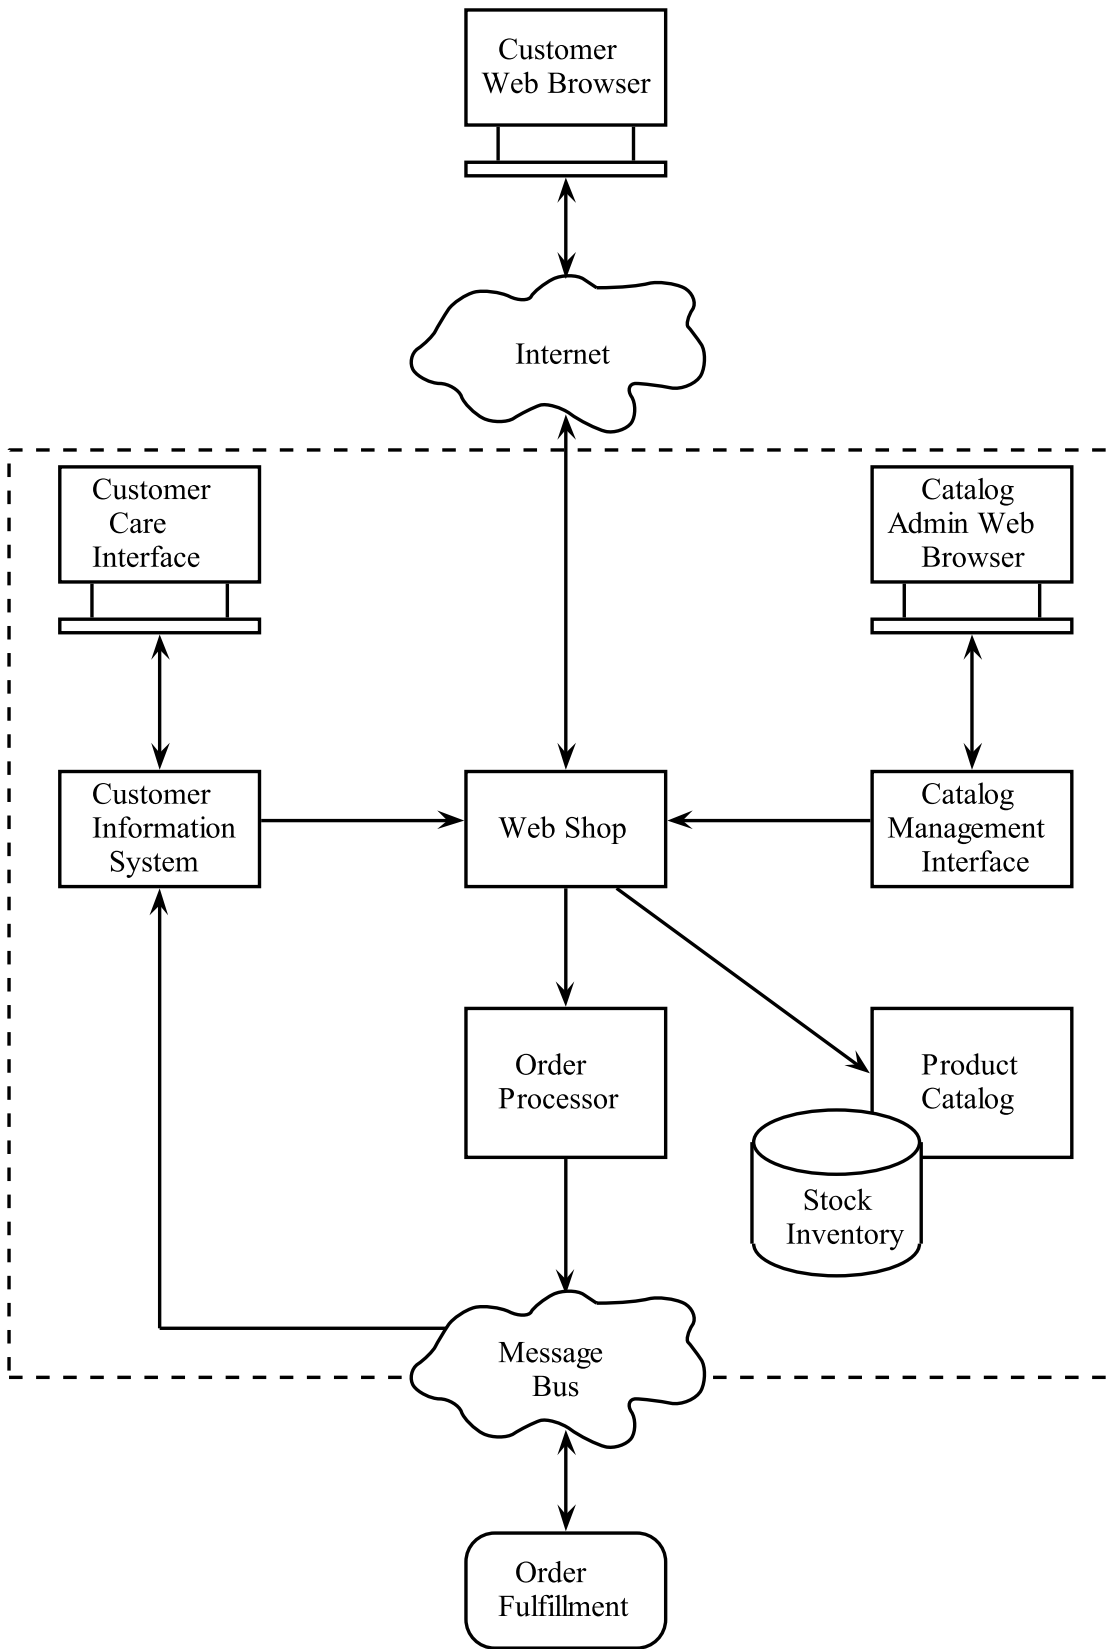 Customer
Web Browser
Internet
Customer
Care
Interface
Catalog
Admin Web
Browser
Customer
Information
System
Web Shop
Catalog
Management
Interface
Order
Processor
Product
Catalog
Stock
Inventory
Message
Bus
Order
Fulfillment